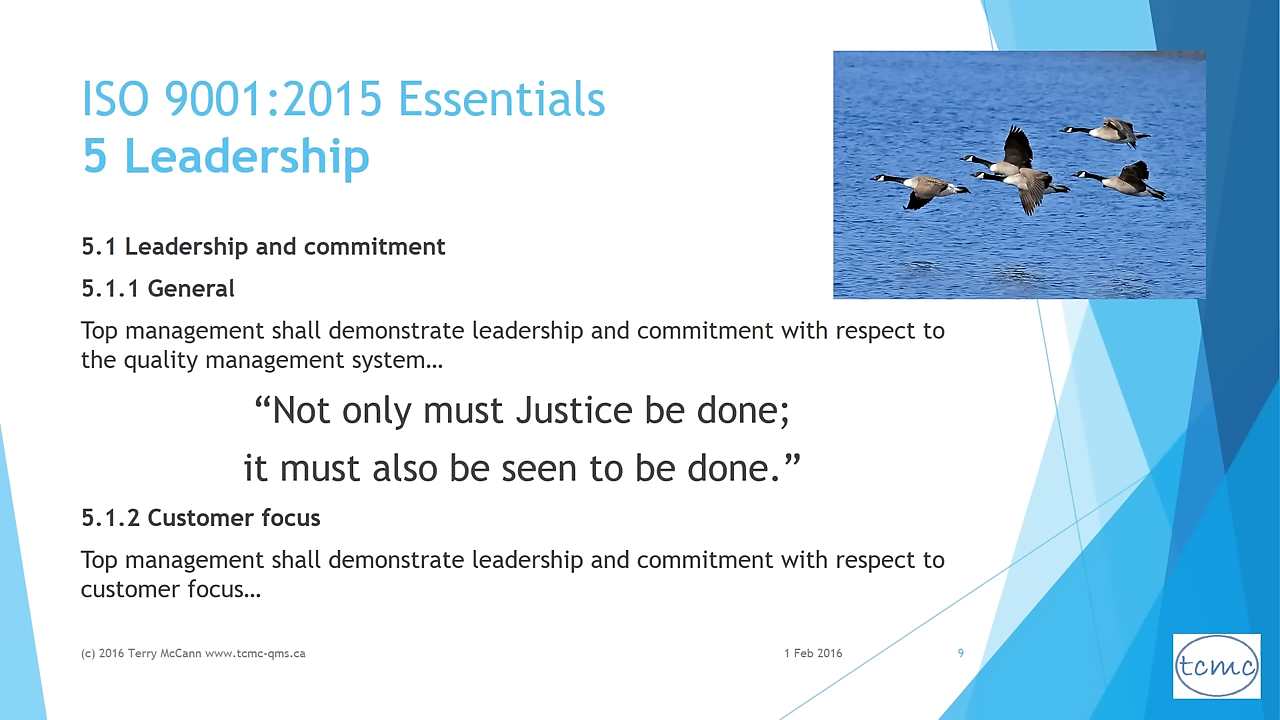 ISO 9001:2015 Essentials
5 Leadership
5.1 Leadership and commitment
5.1.1 General
Top management shall demonstrate leadership and commitment with respect to
the quality management system…
“Not only must Justice be done;
it must also be seen to be done.”
5.1.2 Customer focus
Top management shall demonstrate leadership and commitment with respect to
customer focus…
(c) 2016 Terry McCann www.tcmc-qms.ca
1 Feb 2016
9
tcmc